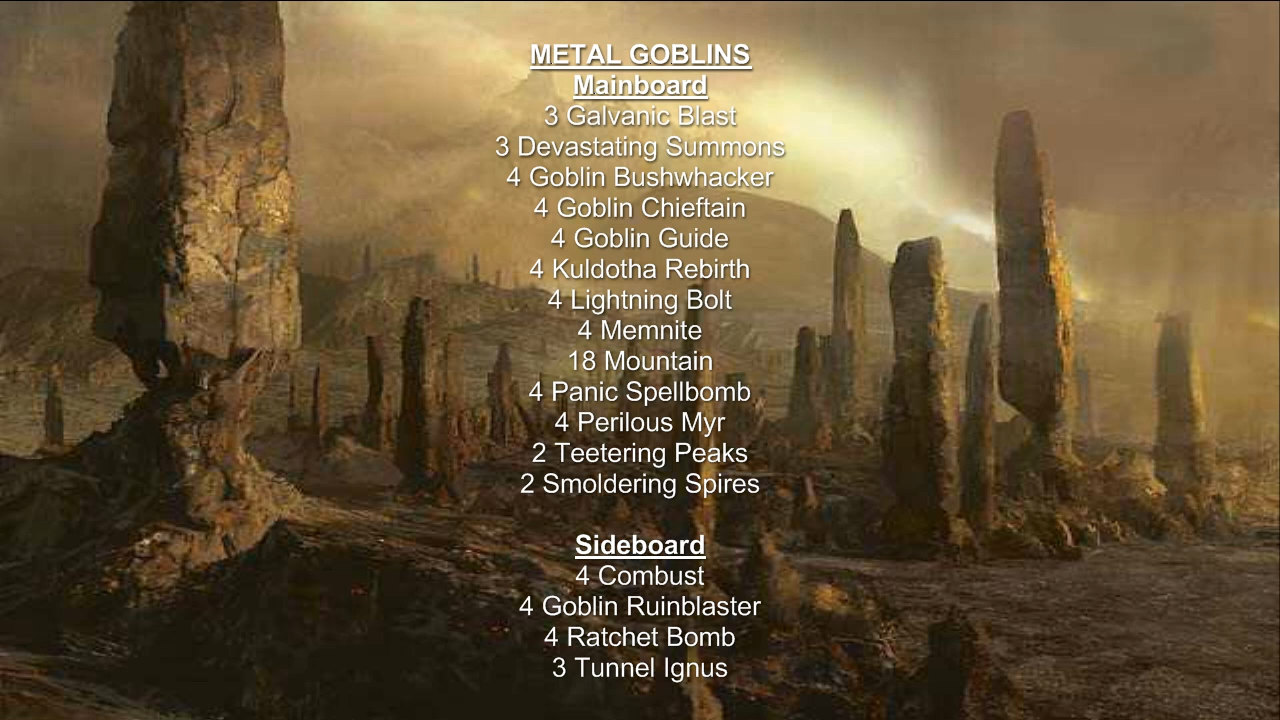 METAL GOBLINS
Mainboard
3 Galvanic Blast
3 Devastating Summons
4 Goblin Bushwhacker
4 Goblin Chieftain
4 Goblin Guide
4 Kuldotha Rebirth
4 Lightning Bolt
4 Memnite
18 Mountain
4 Panic Spellbomb
4 Perilous Myr
2 Teetering Peaks
2 Smoldering Spires
Sideboard
4 Combust
4 Goblin Ruinblaster
4 Ratchet Bomb
3 Tunnel Ignus